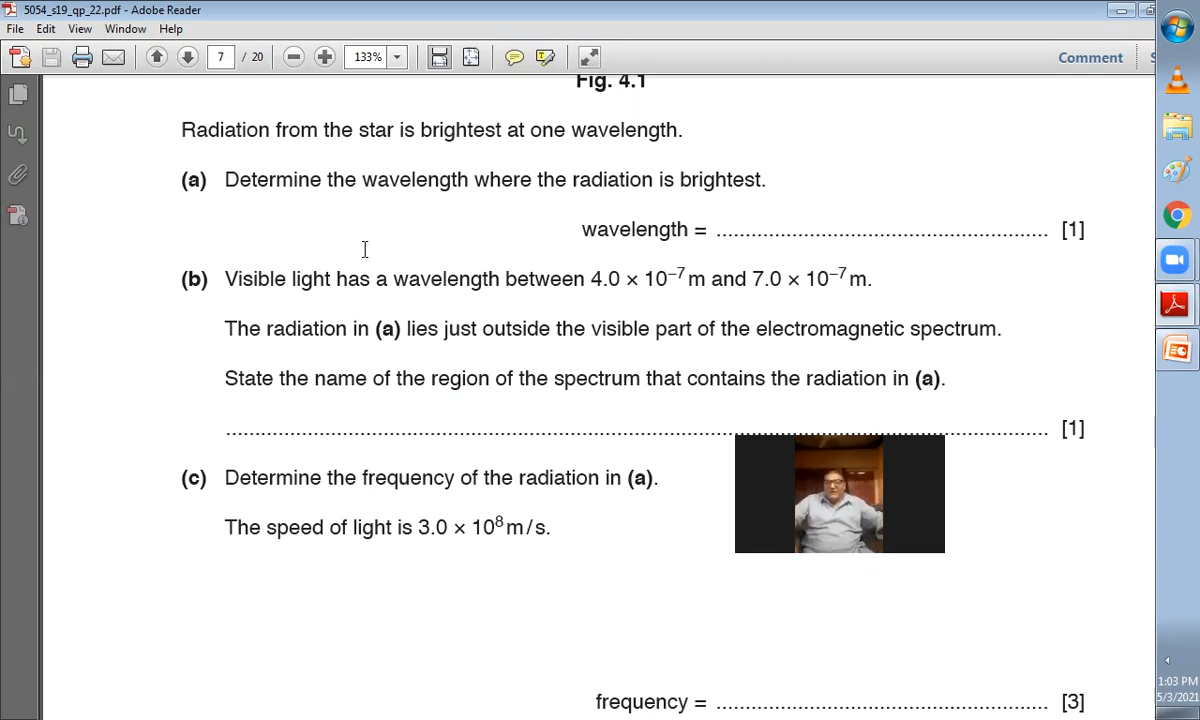 5054_s19_qp_22.pdf - Adobe Reader
File Edit View Window Help
7 / 20 133% Comment
Fig. 4.1
Radiation from the star is brightest at one wavelength.
(a) Determine the wavelength where the radiation is brightest.
wavelength = ........................................................ [1]
(b) Visible light has a wavelength between 4.0 × 10⁻⁷ m and 7.0 × 10⁻⁷ m.
The radiation in (a) lies just outside the visible part of the electromagnetic spectrum.
State the name of the region of the spectrum that contains the radiation in (a).
........................................................................................................................................... [1]
(c) Determine the frequency of the radiation in (a).
The speed of light is 3.0 × 10⁸ m / s.
frequency = ........................................................ [3]
1:03 PM
5/3/2021